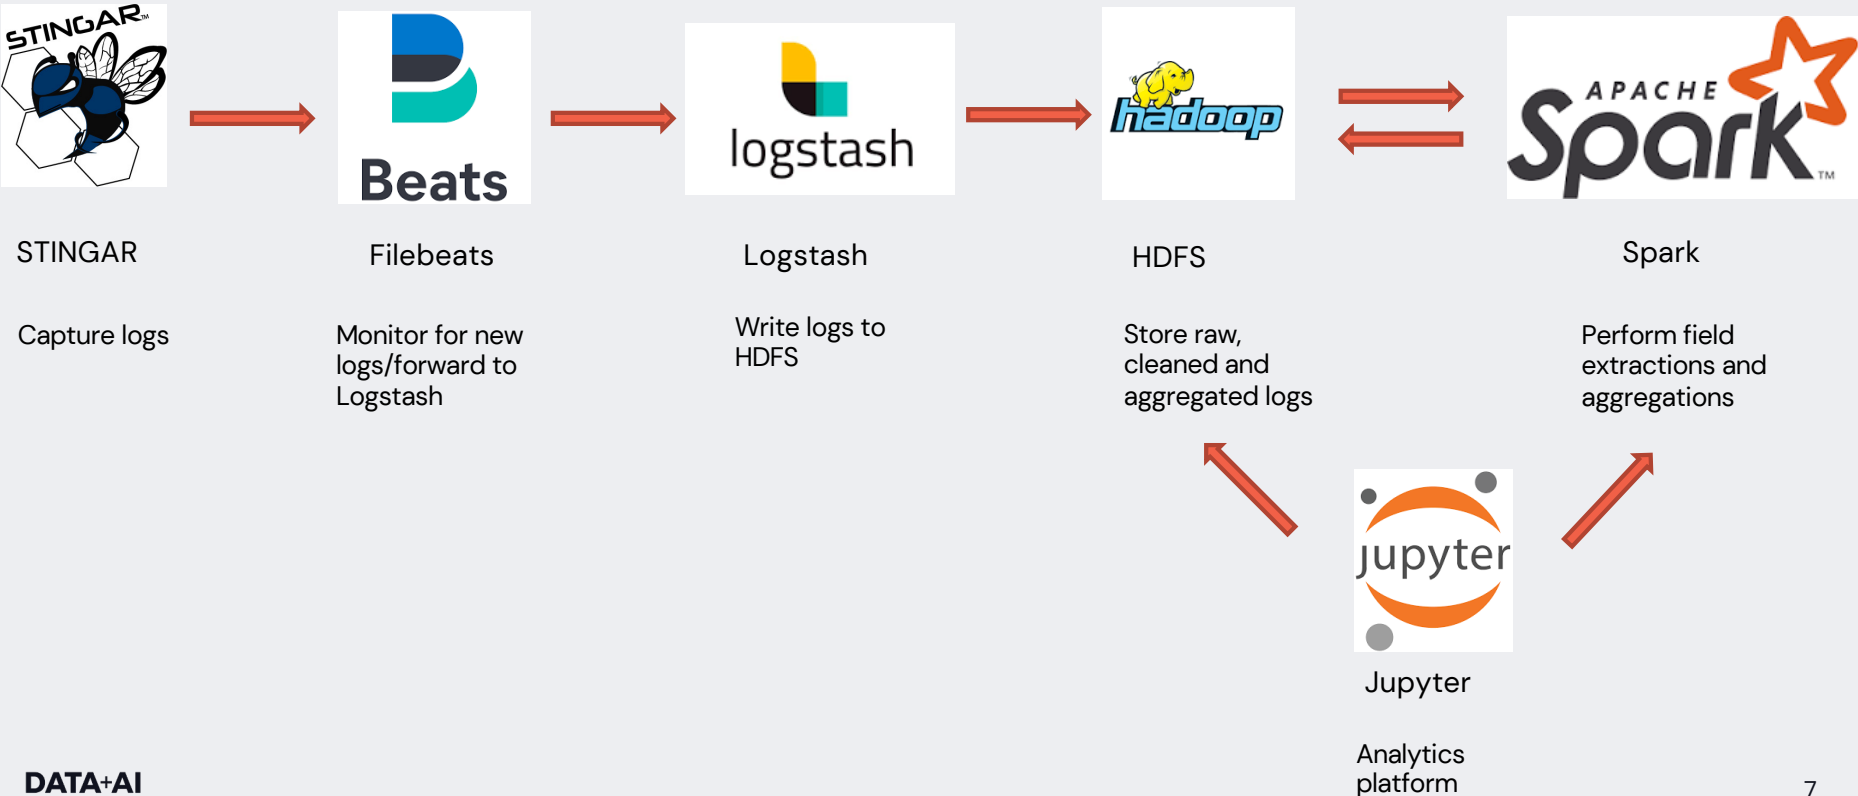 STINGAR™
Beats
logstash
hadoop
APACHE
Spark™
STINGAR
Filebeats
Logstash
HDFS
Spark
Capture logs
Monitor for new
logs/forward to
Logstash
Write logs to
HDFS
Store raw,
cleaned and
aggregated logs
Perform field
extractions and
aggregations
jupyter
Jupyter
Analytics
platform
DATA+AI
7